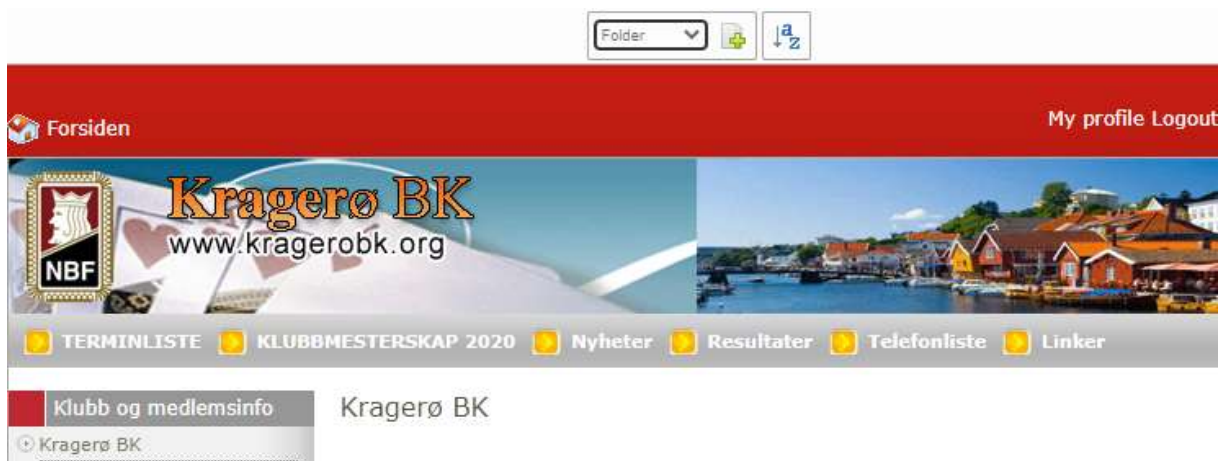 Folder
a
z
Forsiden
My profile Logout
Kragerø BK
www.kragerobk.org
NBF
TERMINLISTE KLUBBMESTERSKAP 2020 Nyheter Resultater Telefonliste Linker
Klubb og medlemsinfo
Kragerø BK
Kragerø BK